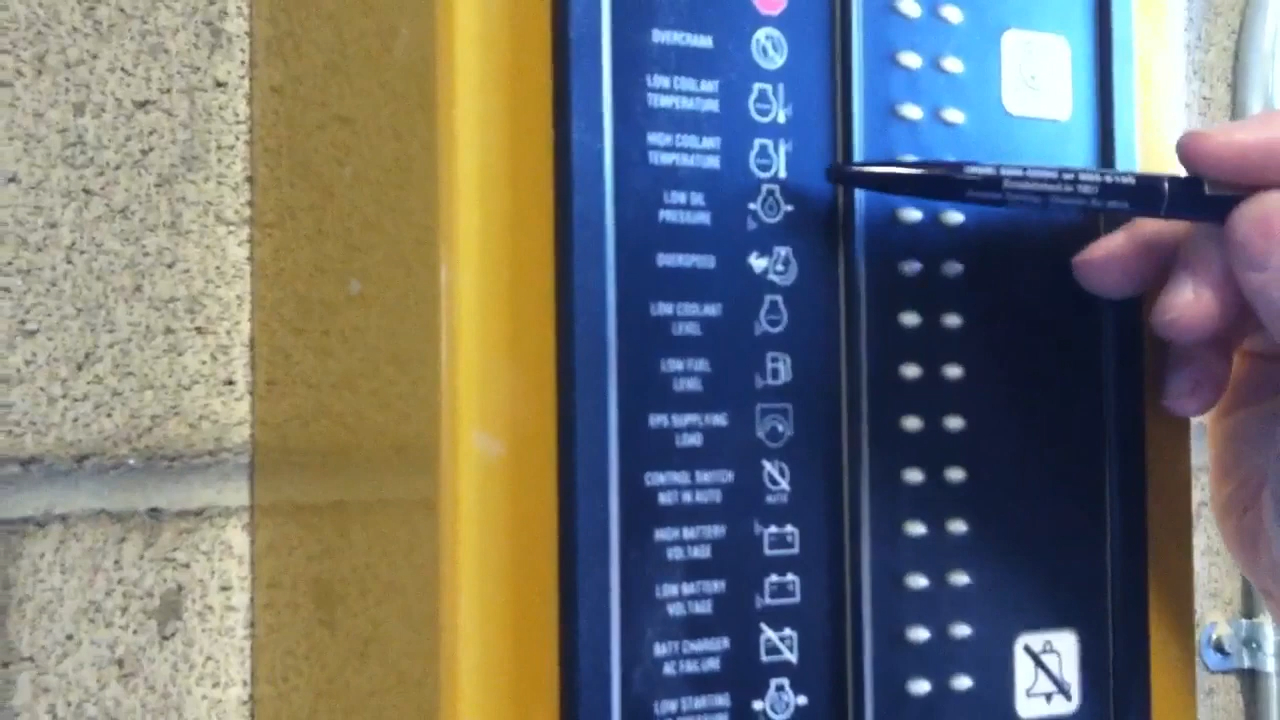 OVERCRANK
LOW COOLANT
TEMPERATURE
HIGH COOLANT
TEMPERATURE
LOW OIL
PRESSURE
OVERSPEED
LOW COOLANT
LEVEL
LOW FUEL
LEVEL
EPS SUPPLYING
LOAD
CONTROL SWITCH
NOT IN AUTO
AUTO
HIGH BATTERY
VOLTAGE
LOW BATTERY
VOLTAGE
BATT CHARGER
AC FAILURE
LOW STARTING